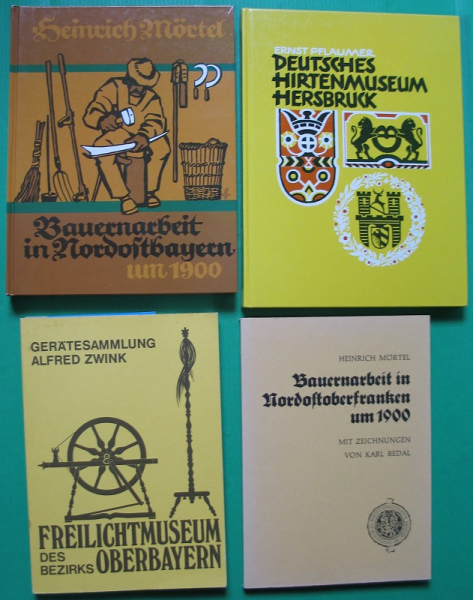 Heinrich Mörtel
Bauernarbeit
in Nordostbayern
um 1900
ERNST PFLAUMER
DEUTSCHES
HIRTENMUSEUM
HERSBRUCK
GERÄTESAMMLUNG
ALFRED ZWINK
FREILICHTMUSEUM
DES
BEZIRKS OBERBAYERN
HEINRICH MÖRTEL
Bauernarbeit in
Nordostoberfranken
um 1900
MIT ZEICHNUNGEN
VON KARL BEDAL